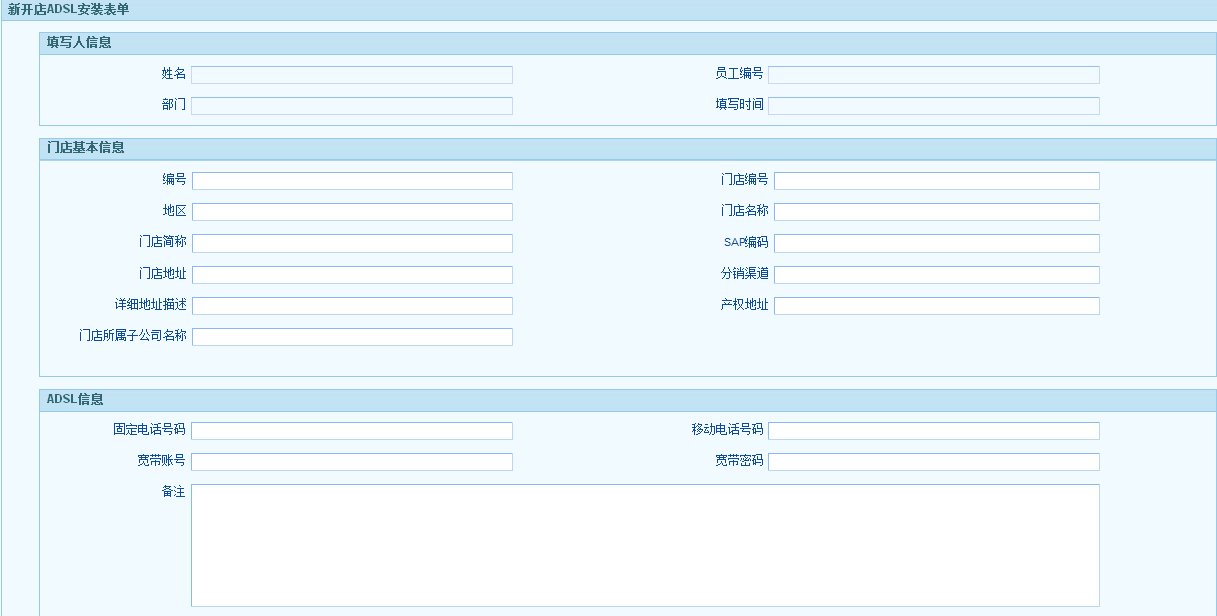 新开店ADSL安装表单
填写人信息
姓名 员工编号
部门 填写时间
门店基本信息
编号 门店编号
地区 门店名称
门店简称 SAP编码
门店地址 分销渠道
详细地址描述 产权地址
门店所属子公司名称
ADSL信息
固定电话号码 移动电话号码
宽带账号 宽带密码
备注